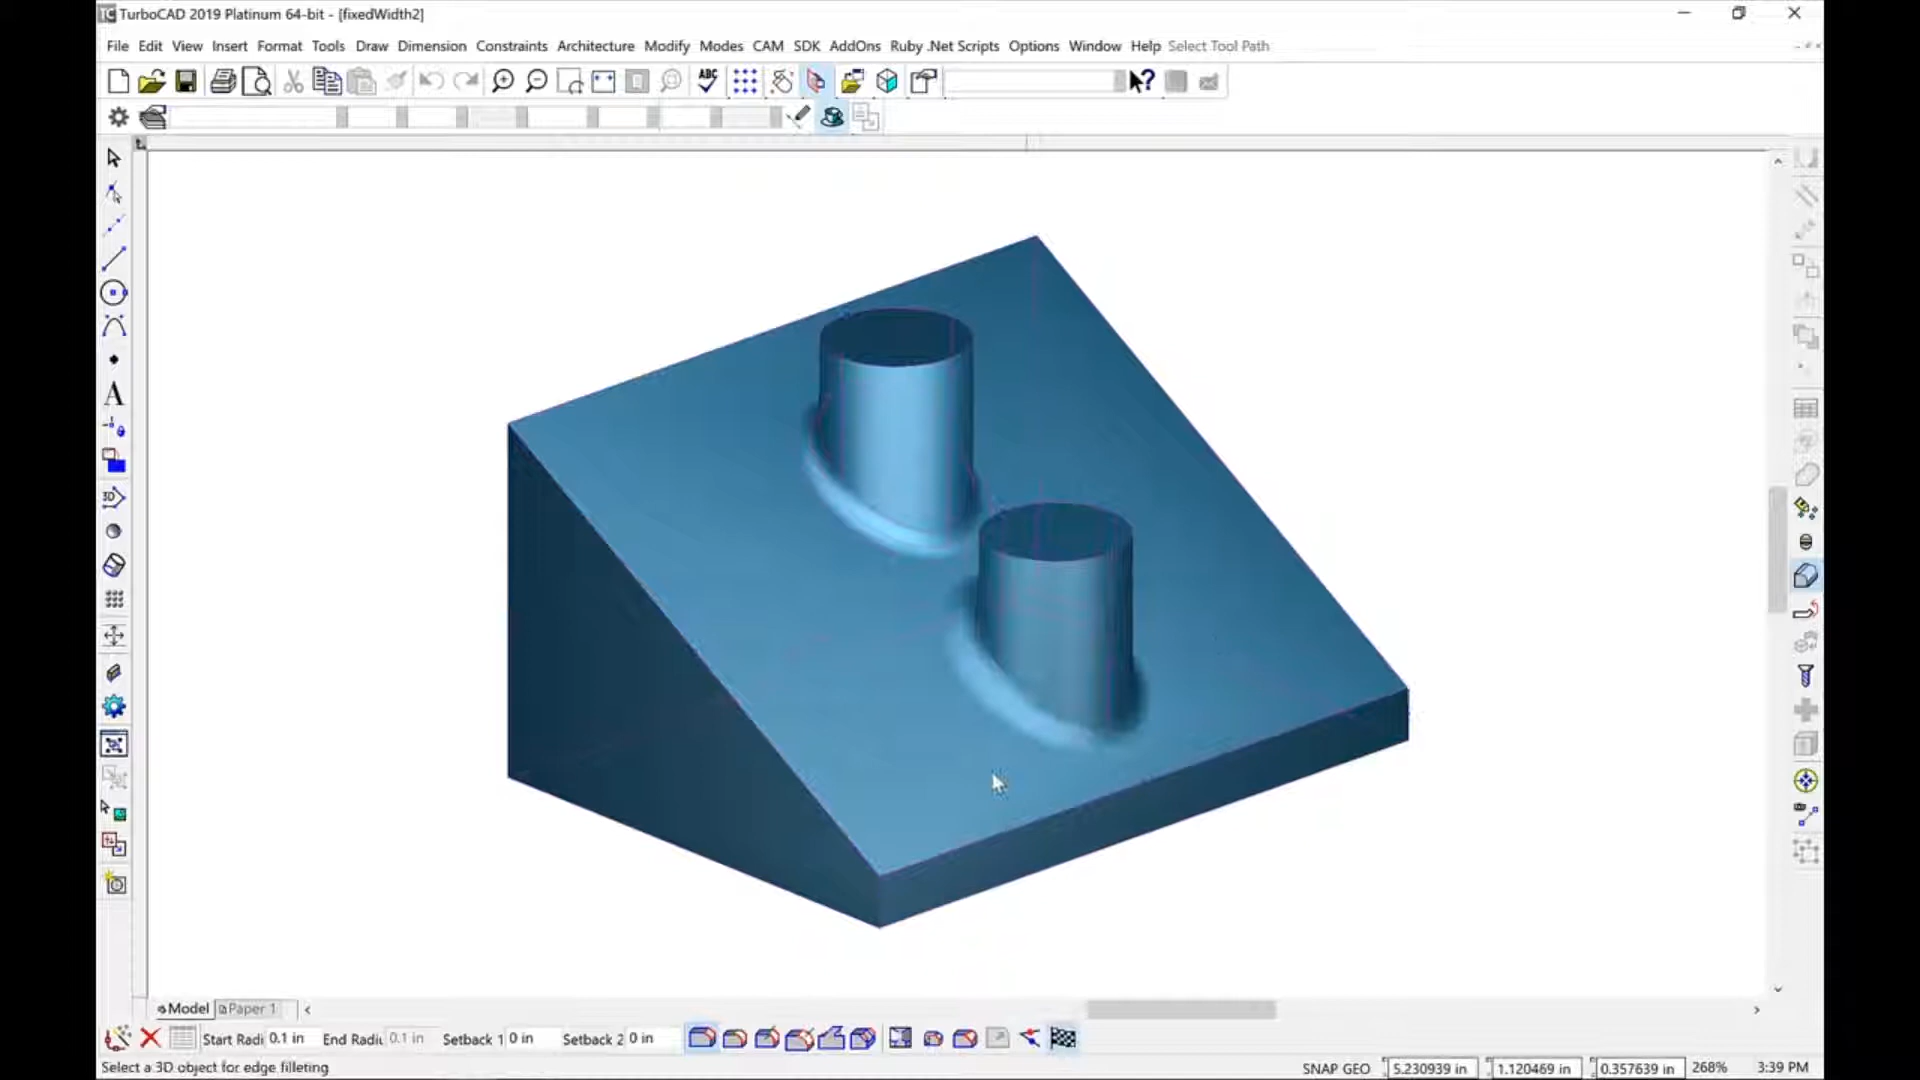 TurboCAD 2019 Platinum 64-bit - [fixedWidth2]
File Edit View Insert Format Tools Draw Dimension Constraints Architecture Modify Modes CAM SDK AddOns Ruby .Net Scripts Options Window Help Select Tool Path
ABC
A
3D
Model Paper 1
Start Radi 0.1 in End Radi 0.1 in Setback 1 0 in Setback 2 0 in
Select a 3D object for edge filleting SNAP GEO 5.230939 in 1.120469 in 0.357639 in 268% 3:39 PM